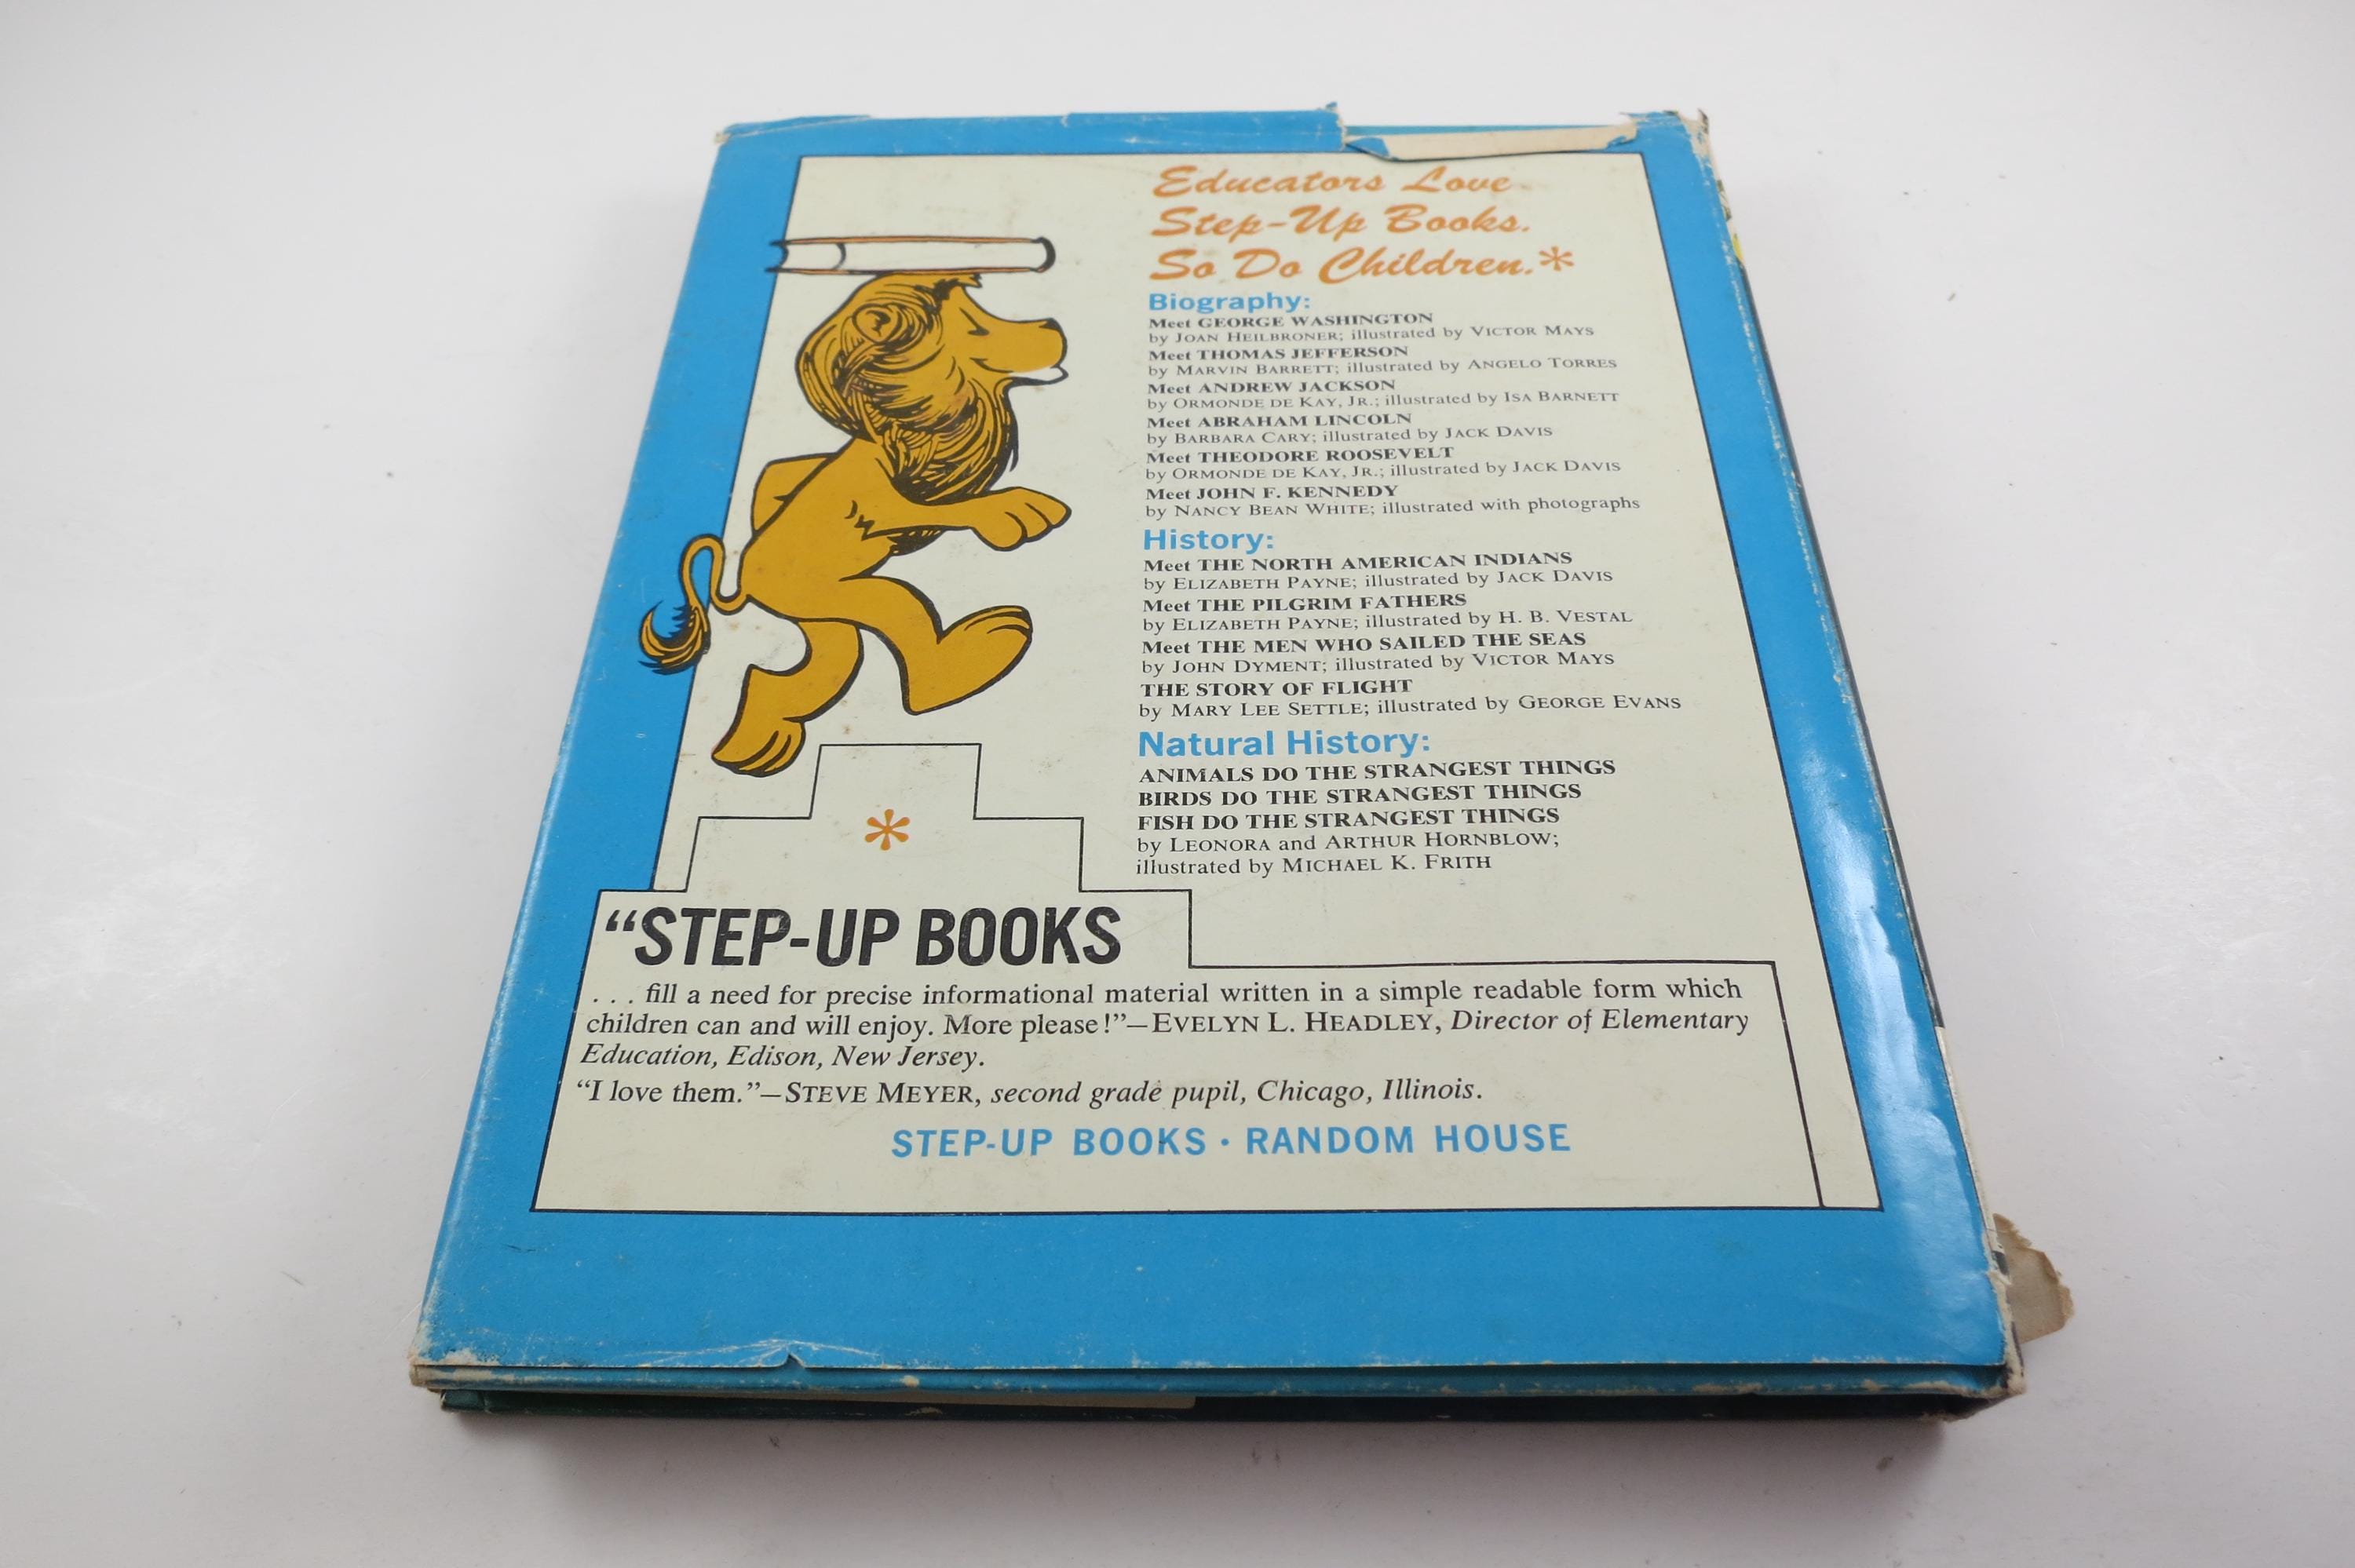 Educators Love
Step-Up Books.
So Do Children.*
Biography:
Meet GEORGE WASHINGTON
by JOAN HEILBRONER; illustrated by VICTOR MAYS
Meet THOMAS JEFFERSON
by MARVIN BARRETT; illustrated by ANGELO TORRES
Meet ANDREW JACKSON
by ORMONDE DE KAY, JR.; illustrated by ISA BARNETT
Meet ABRAHAM LINCOLN
by BARBARA CARY; illustrated by JACK DAVIS
Meet THEODORE ROOSEVELT
by ORMONDE DE KAY, JR.; illustrated by JACK DAVIS
Meet JOHN F. KENNEDY
by NANCY BEAN WHITE; illustrated with photographs
History:
Meet THE NORTH AMERICAN INDIANS
by ELIZABETH PAYNE; illustrated by JACK DAVIS
Meet THE PILGRIM FATHERS
by ELIZABETH PAYNE; illustrated by H. B. VESTAL
Meet THE MEN WHO SAILED THE SEAS
by JOHN DYMENT; illustrated by VICTOR MAYS
THE STORY OF FLIGHT
by MARY LEE SETTLE; illustrated by GEORGE EVANS
Natural History:
ANIMALS DO THE STRANGEST THINGS
BIRDS DO THE STRANGEST THINGS
FISH DO THE STRANGEST THINGS
by LEONORA and ARTHUR HORNBLOW;
illustrated by MICHAEL K. FRITH
*
“STEP-UP BOOKS
. . . fill a need for precise informational material written in a simple readable form which
children can and will enjoy. More please!”—EVELYN L. HEADLEY, Director of Elementary
Education, Edison, New Jersey.
“I love them.”—STEVE MEYER, second grade pupil, Chicago, Illinois.
STEP-UP BOOKS · RANDOM HOUSE